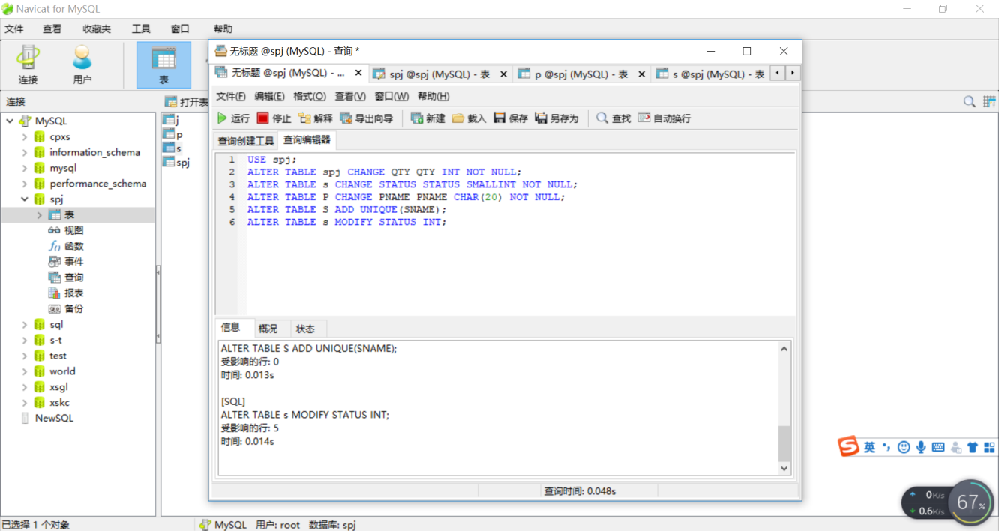 Navicat for MySQL
文件 查看 收藏夹 工具 窗口 帮助
连接 用户 表
连接
打开表
MySQL
cpxs
information_schema
mysql
performance_schema
spj
表
视图
函数
事件
查询
报表
备份
sql
s-t
test
world
xsgl
xskc
NewSQL
j
p
s
spj
无标题 @spj (MySQL) - 查询 *
无标题 @spj (MySQL) - ... spj @spj (MySQL) - 表 p @spj (MySQL) - 表 s @spj (MySQL) - 表
文件(F) 编辑(E) 格式(O) 查看(V) 窗口(W) 帮助(H)
运行 停止 解释 导出向导 新建 载入 保存 另存为 查找 自动换行
查询创建工具 查询编辑器
1 USE spj;
2 ALTER TABLE spj CHANGE QTY QTY INT NOT NULL;
3 ALTER TABLE s CHANGE STATUS STATUS SMALLINT NOT NULL;
4 ALTER TABLE P CHANGE PNAME PNAME CHAR(20) NOT NULL;
5 ALTER TABLE S ADD UNIQUE(SNAME);
6 ALTER TABLE s MODIFY STATUS INT;
信息 概况 状态
ALTER TABLE S ADD UNIQUE(SNAME);
受影响的行: 0
时间: 0.013s
[SQL]
ALTER TABLE s MODIFY STATUS INT;
受影响的行: 5
时间: 0.014s
查询时间: 0.048s
S 英
0K/s
0.6K/s
67%
已选择 1 个对象 MySQL 用户: root 数据库: spj